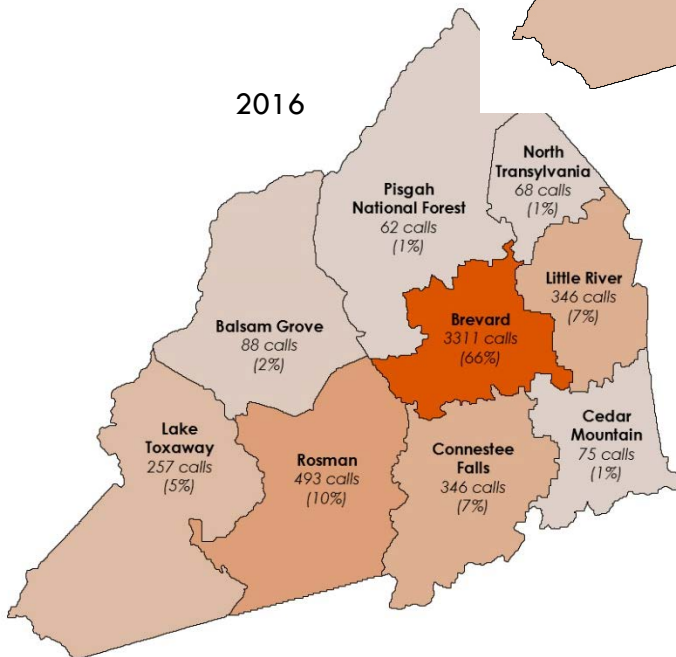 2016
North
Transylvania
68 calls
(1%)
Pisgah
National Forest
62 calls
(1%)
Little River
346 calls
(7%)
Brevard
3311 calls
(66%)
Balsam Grove
88 calls
(2%)
Cedar
Mountain
75 calls
(1%)
Lake
Toxaway
257 calls
(5%)
Rosman
493 calls
(10%)
Connestee
Falls
346 calls
(7%)